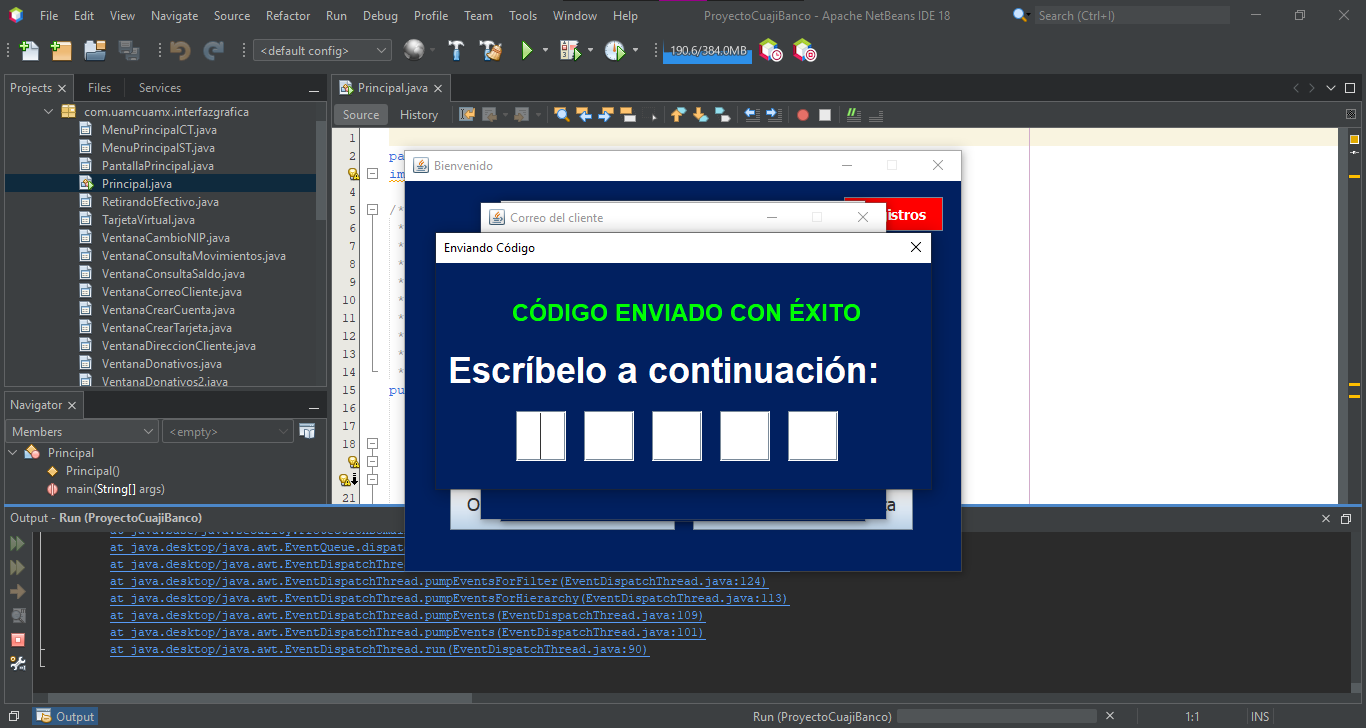 File Edit View Navigate Source Refactor Run Debug Profile Team Tools Window Help ProyectoCuajiBanco - Apache NetBeans IDE 18 Search (Ctrl+I)
<default config> 190.6/384.0MB
Projects Files Services
com.uamcuamx.interfazgrafica
MenuPrincipalCT.java
MenuPrincipalST.java
PantallaPrincipal.java
Principal.java
RetirandoEfectivo.java
TarjetaVirtual.java
VentanaCambioNIP.java
VentanaConsultaMovimientos.java
VentanaConsultaSaldo.java
VentanaCorreoCliente.java
VentanaCrearCuenta.java
VentanaCrearTarjeta.java
VentanaDireccionCliente.java
VentanaDonativos.java
VentanaDonativos2.java
Navigator
Members <empty>
Principal
Principal()
main(String[] args)
Principal.java
Source History
1
2 pa
im
4
5 /*
6 *
7 *
8 *
9 *
10 *
11 *
12 *
13 *
14 *
15 pu
16
17
18
21
Bienvenido
istros
Correo del cliente
Enviando Código
CÓDIGO ENVIADO CON ÉXITO
Escríbelo a continuación:
O
a
Output - Run (ProyectoCuajiBanco)
at java.desktop/java.awt.EventQueue.dispat
at java.desktop/java.awt.EventDispatchThre
at java.desktop/java.awt.EventDispatchThread.pumpEventsForFilter(EventDispatchThread.java:124)
at java.desktop/java.awt.EventDispatchThread.pumpEventsForHierarchy(EventDispatchThread.java:113)
at java.desktop/java.awt.EventDispatchThread.pumpEvents(EventDispatchThread.java:109)
at java.desktop/java.awt.EventDispatchThread.pumpEvents(EventDispatchThread.java:101)
at java.desktop/java.awt.EventDispatchThread.run(EventDispatchThread.java:90)
Output Run (ProyectoCuajiBanco) 1:1 INS